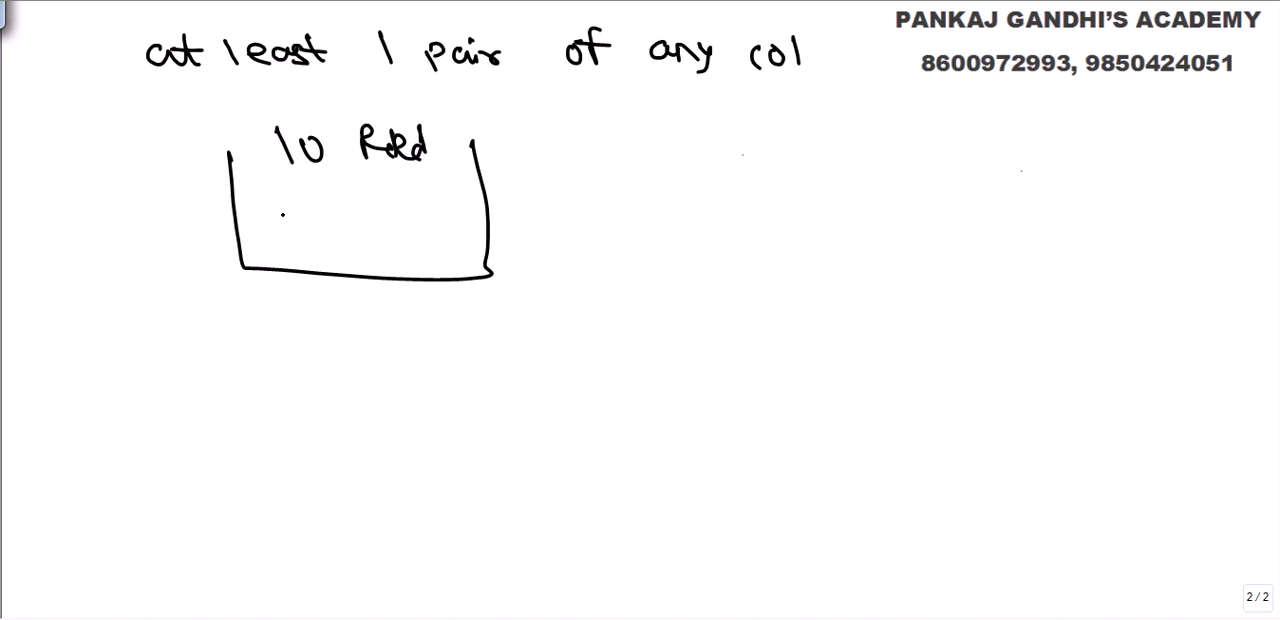 PANKAJ GANDHI'S ACADEMY
8600972993, 9850424051
at least 1 pair of any col
10 Red
2/2